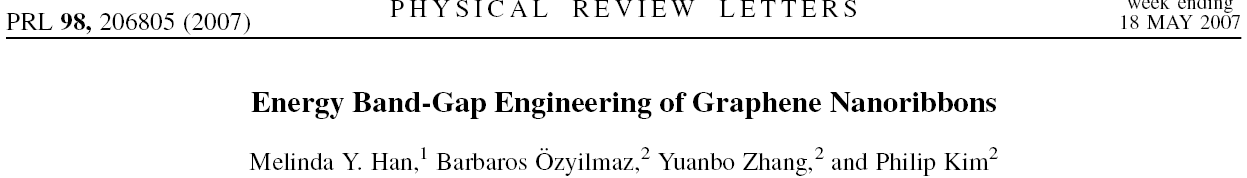 PHYSICAL REVIEW LETTERS
week ending
PRL 98, 206805 (2007)
18 MAY 2007
Energy Band-Gap Engineering of Graphene Nanoribbons
Melinda Y. Han,1 Barbaros Özyilmaz,2 Yuanbo Zhang,2 and Philip Kim2